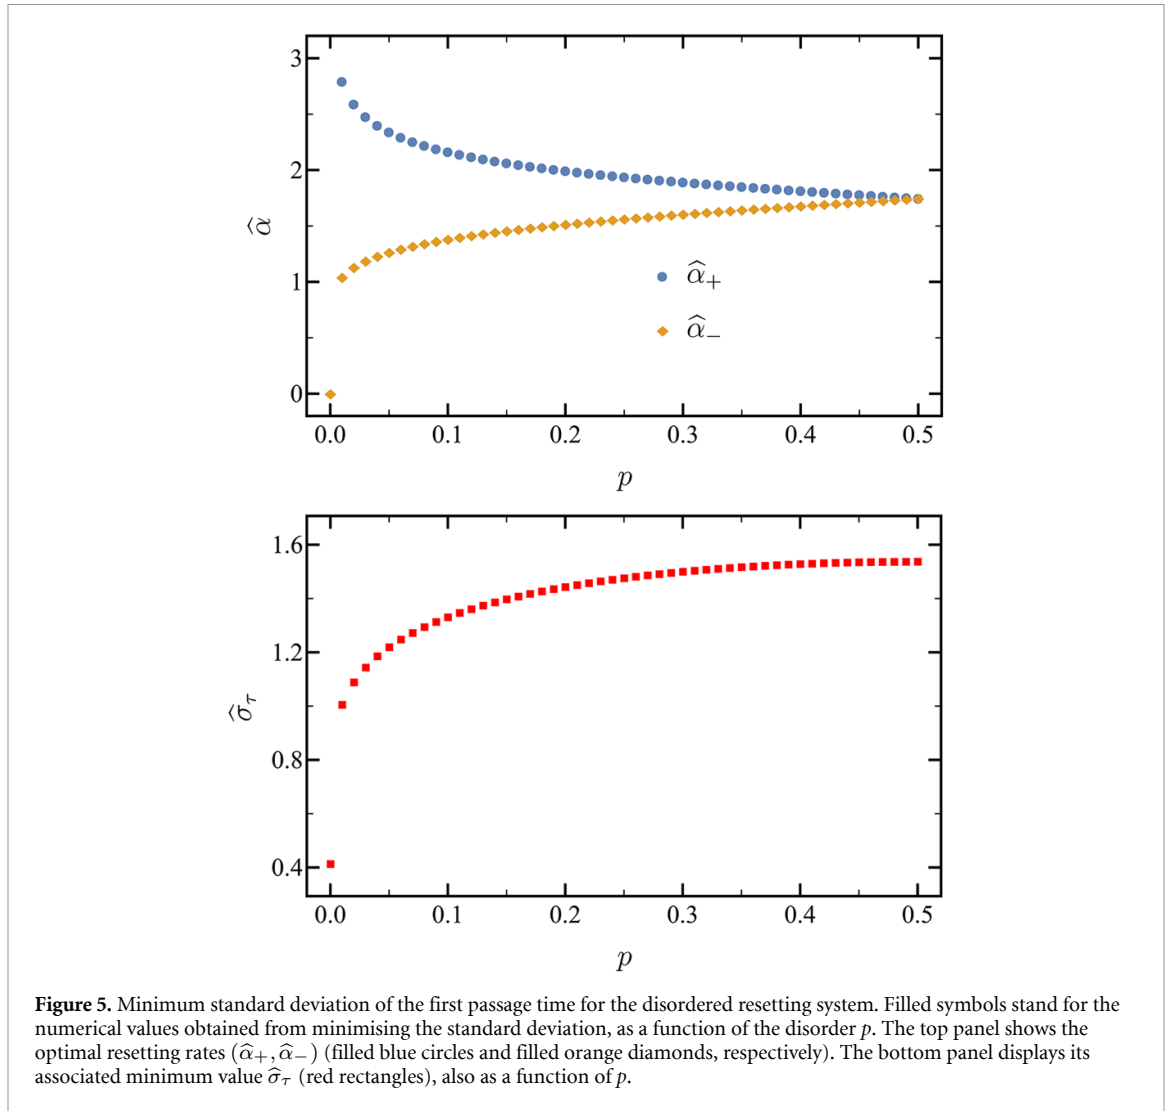 3
2
1
0
α̂
α̂₊
α̂₋
0.0 0.1 0.2 0.3 0.4 0.5
p
1.6
1.2
0.8
0.4
σ̂_τ
0.0 0.1 0.2 0.3 0.4 0.5
p
Figure 5. Minimum standard deviation of the first passage time for the disordered resetting system. Filled symbols stand for the
numerical values obtained from minimising the standard deviation, as a function of the disorder p. The top panel shows the
optimal resetting rates (α̂₊, α̂₋) (filled blue circles and filled orange diamonds, respectively). The bottom panel displays its
associated minimum value σ̂_τ (red rectangles), also as a function of p.